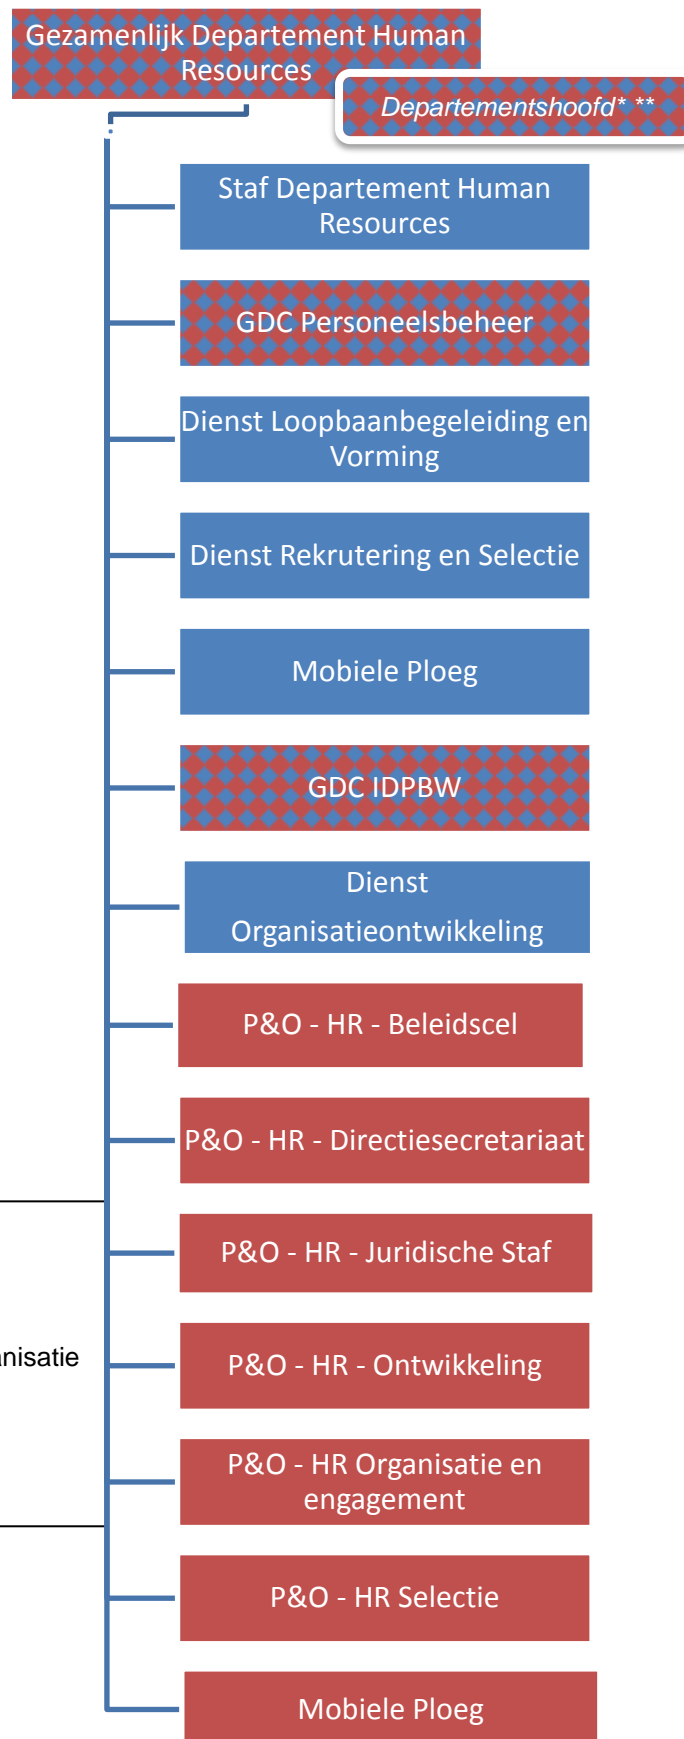 Gezamenlijk Departement Human
Resources
Departementshoofd* **
Staf Departement Human
Resources
GDC Personeelsbeheer
Dienst Loopbaanbegeleiding en
Vorming
Dienst Rekrutering en Selectie
Mobiele Ploeg
GDC IDPBW
Dienst
Organisatieontwikkeling
P&O - HR - Beleidscel
P&O - HR - Directiesecretariaat
P&O - HR - Juridische Staf
anisatie
P&O - HR - Ontwikkeling
P&O - HR Organisatie en
engagement
P&O - HR Selectie
Mobiele Ploeg